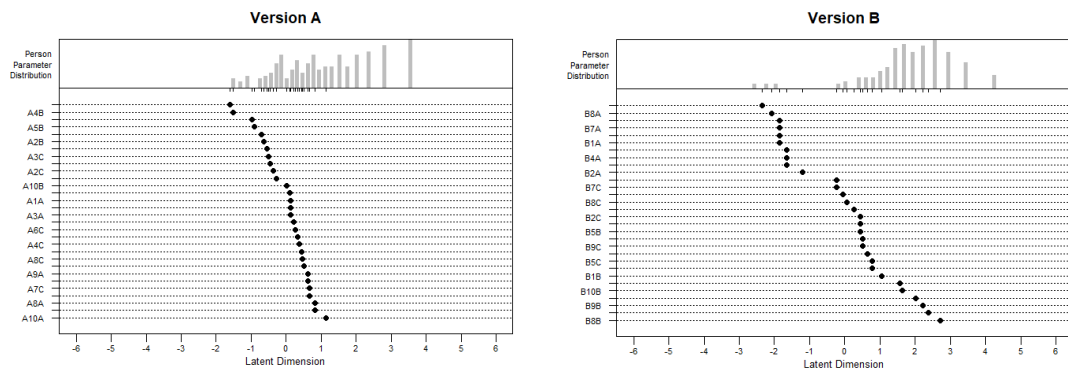 Version A
Person
Parameter
Distribution
A4B
A5B
A2B
A3C
A2C
A10B
A1A
A3A
A6C
A4C
A8C
A9A
A7C
A8A
A10A
-6 -5 -4 -3 -2 -1 0 1 2 3 4 5 6
Latent Dimension
Version B
Person
Parameter
Distribution
B8A
B7A
B1A
B4A
B2A
B7C
B8C
B2C
B5B
B9C
B5C
B1B
B10B
B9B
B8B
-6 -5 -4 -3 -2 -1 0 1 2 3 4 5 6
Latent Dimension